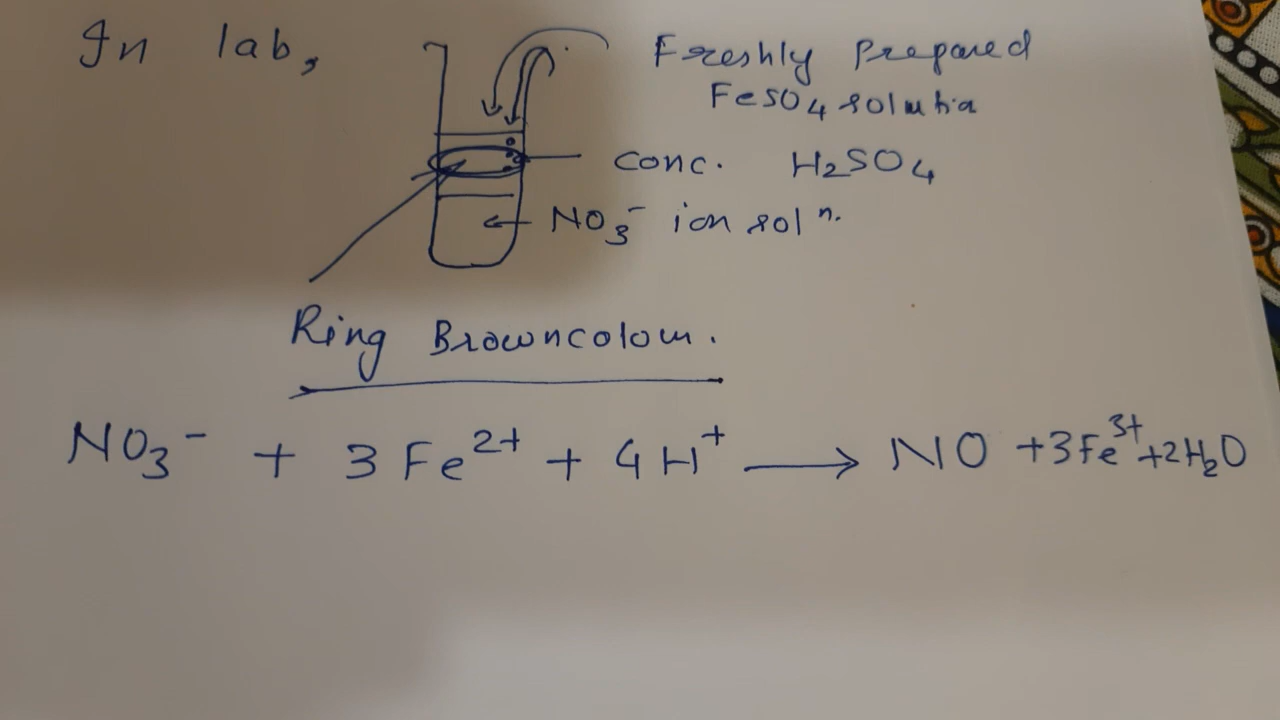 In lab,
Freshly Prepared
FeSO4 solution
Conc. H2SO4
NO3⁻ ion solⁿ.
Ring Browncolour.
NO3⁻ + 3Fe²⁺ + 4H⁺ → NO + 3Fe³⁺ + 2H2O